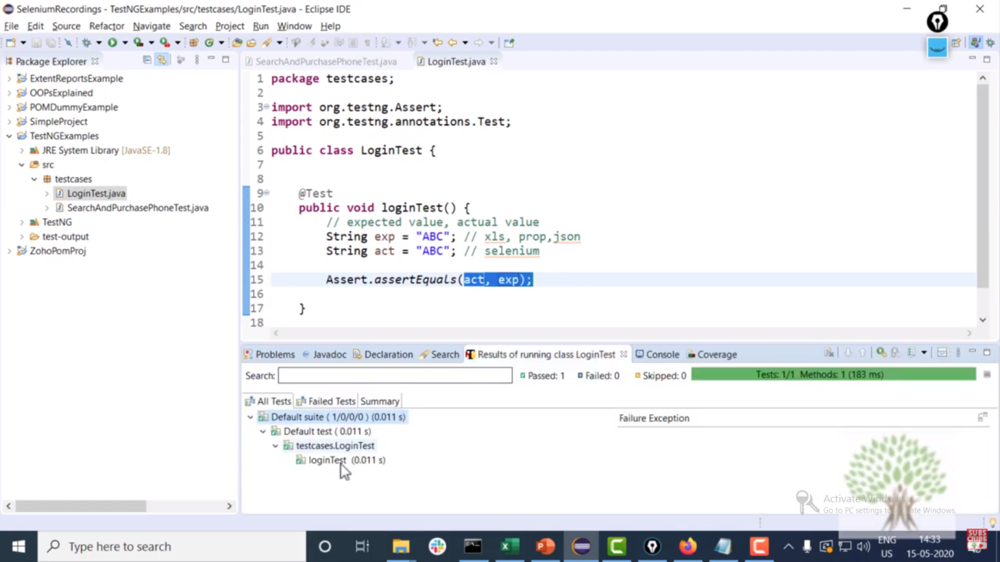 SeleniumRecordings - TestNGExamples/src/testcases/LoginTest.java - Eclipse IDE
File Edit Source Refactor Navigate Search Project Run Window Help
Package Explorer
ExtentReportsExample
OOPsExplained
POMDummyExample
SimpleProject
TestNGExamples
JRE System Library [JavaSE-1.8]
src
testcases
LoginTest.java
SearchAndPurchasePhoneTest.java
TestNG
test-output
ZohoPomProj
SearchAndPurchasePhoneTest.java LoginTest.java
1 package testcases;
2
3 import org.testng.Assert;
4 import org.testng.annotations.Test;
5
6 public class LoginTest {
7
8
9 @Test
10 public void loginTest() {
11 // expected value, actual value
12 String exp = "ABC"; // xls, prop,json
13 String act = "ABC"; // selenium
14
15 Assert.assertEquals(act, exp);
16
17 }
18
Problems Javadoc Declaration Search Results of running class LoginTest Console Coverage
Search: Passed: 1 Failed: 0 Skipped: 0 Tests: 1/1 Methods: 1 (183 ms)
All Tests Failed Tests Summary
Default suite ( 1/0/0/0 ) (0.011 s)
Default test ( 0.011 s)
testcases.LoginTest
loginTest (0.011 s)
Failure Exception
Activate Windows
Go to PC settings to activate Windows.
Type here to search
ENG
US
14:33
15-05-2020
SUBS
CRIBE